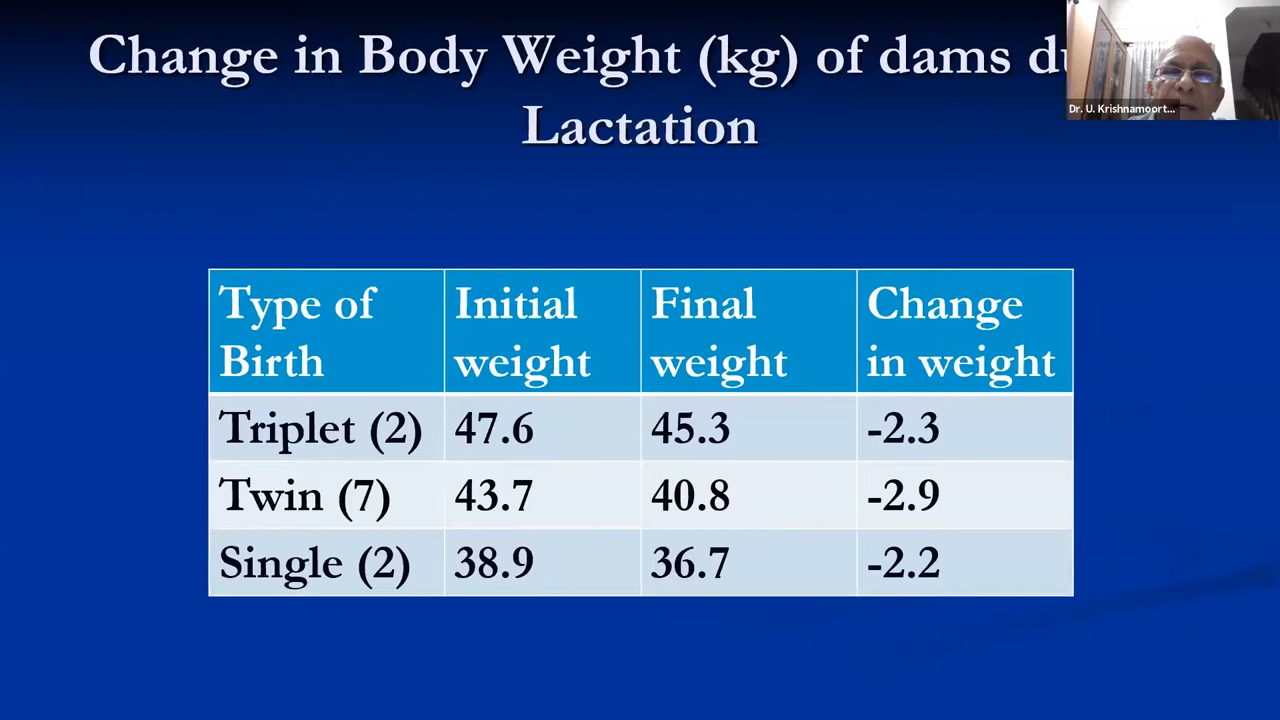 Change in Body Weight (kg) of dams
Lactation
Dr. U. Krishnamoort...
Type of Birth Initial weight Final weight Change in weight
Triplet (2) 47.6 45.3 -2.3
Twin (7) 43.7 40.8 -2.9
Single (2) 38.9 36.7 -2.2